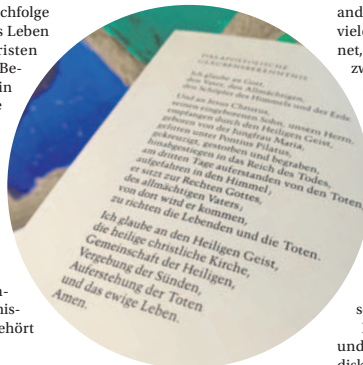 chfolge
s Leben
risten
Be-
in
e
n-
nis-
ehört
DAS APOSTOLISCHE
GLAUBENSBEKENNTNIS
Ich glaube an Gott,
den Vater, den Allmächtigen,
den Schöpfer des Himmels und der Erde.
Und an Jesus Christus,
seinen eingeborenen Sohn, unsern Herrn,
empfangen durch den Heiligen Geist,
geboren von der Jungfrau Maria,
gelitten unter Pontius Pilatus,
gekreuzigt, gestorben und begraben,
hinabgestiegen in das Reich des Todes,
am dritten Tage auferstanden von den Toten,
aufgefahren in den Himmel;
er sitzt zur Rechten Gottes,
des allmächtigen Vaters;
von dort wird er kommen,
zu richten die Lebenden und die Toten.
Ich glaube an den Heiligen Geist,
die heilige christliche Kirche,
Gemeinschaft der Heiligen,
Vergebung der Sünden,
Auferstehung der Toten
und das ewige Leben.
Amen.
and
viele
net,
zw
se
und
disk